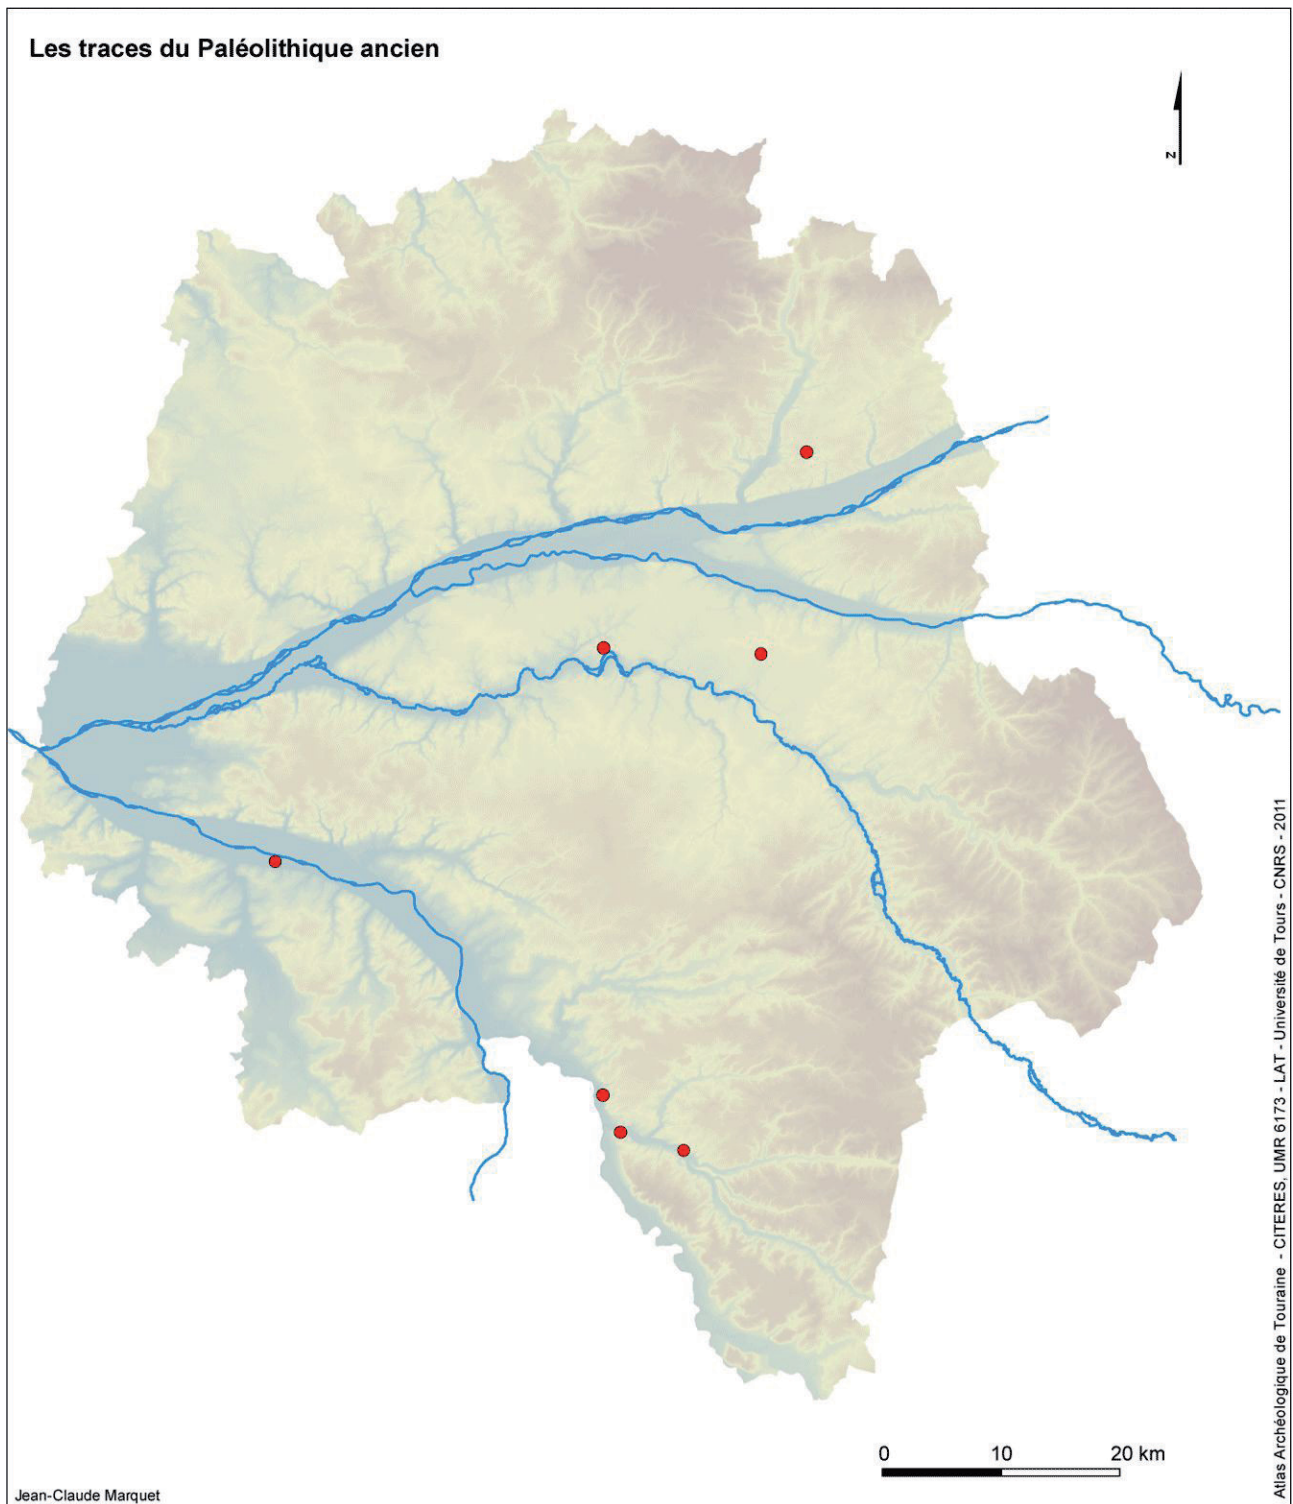 Les traces du Paléolithique ancien
N
0 10 20 km
Jean-Claude Marquet
Atlas Archéologique de Touraine - CITERES, UMR 6173 - LAT - Université de Tours - CNRS - 2011